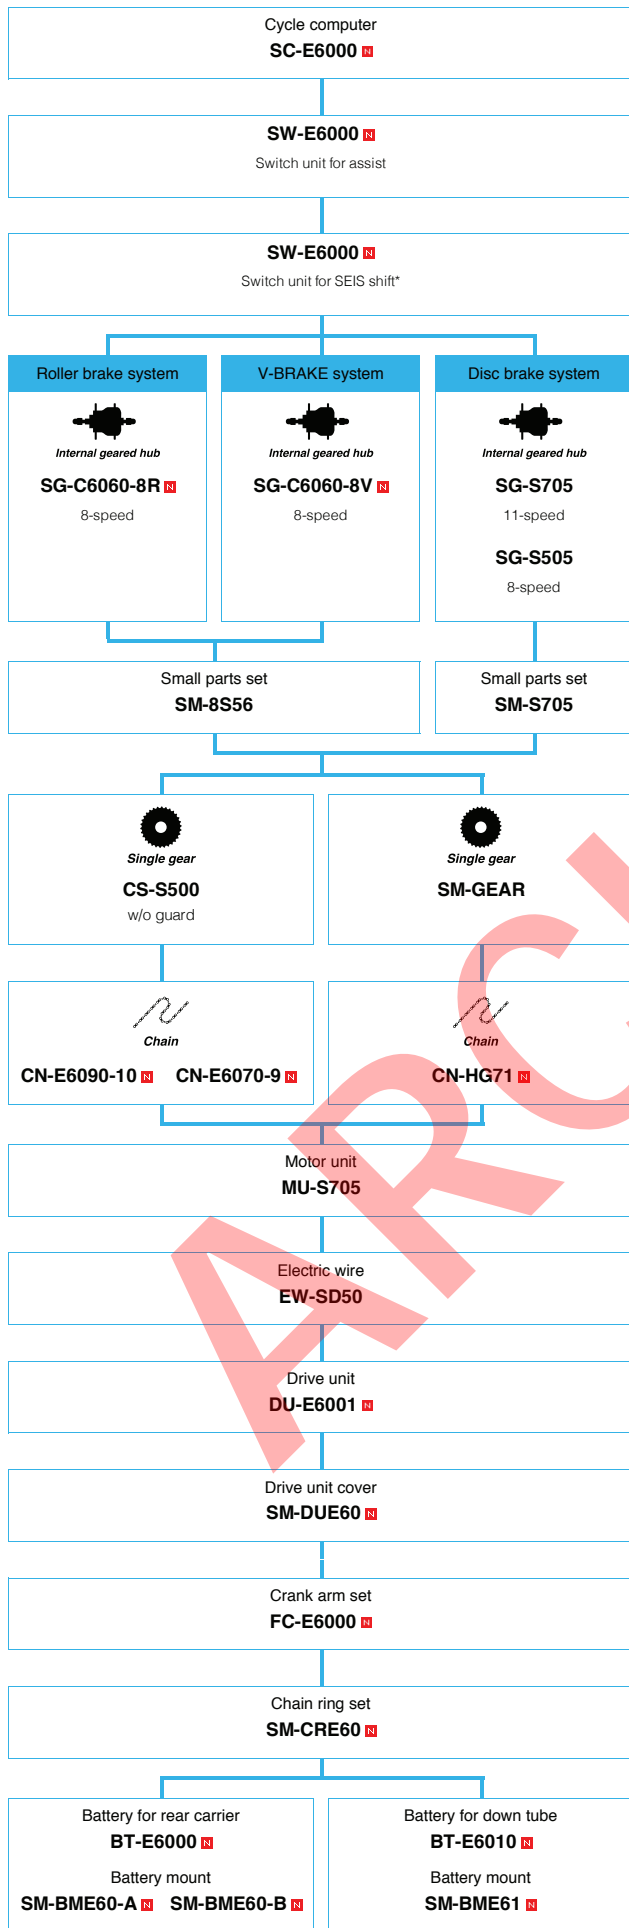 Cycle computer
SC-E6000 N
SW-E6000 N
Switch unit for assist
SW-E6000 N
Switch unit for SEIS shift*
Roller brake system
Internal geared hub
SG-C6060-8R N
8-speed
V-BRAKE system
Internal geared hub
SG-C6060-8V N
8-speed
Disc brake system
Internal geared hub
SG-S705
11-speed
SG-S505
8-speed
Small parts set
SM-8S56
Small parts set
SM-S705
Single gear
CS-S500
w/o guard
Single gear
SM-GEAR
Chain
CN-E6090-10 N CN-E6070-9 N
Chain
CN-HG71 N
Motor unit
MU-S705
Electric wire
EW-SD50
Drive unit
DU-E6001 N
Drive unit cover
SM-DUE60 N
Crank arm set
FC-E6000 N
Chain ring set
SM-CRE60 N
Battery for rear carrier
BT-E6000 N
Battery mount
SM-BME60-A N SM-BME60-B N
Battery for down tube
BT-E6010 N
Battery mount
SM-BME61 N